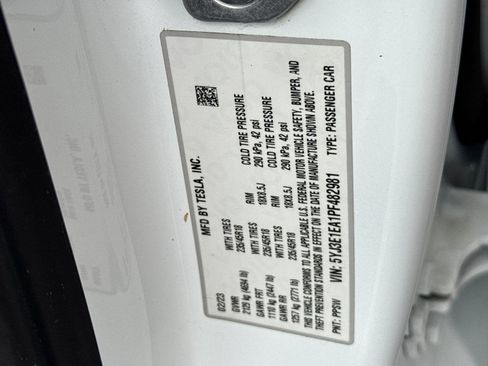 MFD BY TESLA, INC.
02/23
GVWR
2129 kg (4694 lb)
GAWR FRT
1110 kg (2447 lb)
GAWR RR
1257 kg (2771 lb)
WITH TIRES
235/45R18
WITH TIRES
235/45R18
RIM
18X8.5J
RIM
18X8.5J
COLD TIRE PRESSURE
290 kPa, 42 psi
COLD TIRE PRESSURE
290 kPa, 42 psi
THIS VEHICLE CONFORMS TO ALL APPLICABLE U.S. FEDERAL MOTOR VEHICLE SAFETY, BUMPER, AND
THEFT PREVENTION STANDARDS IN EFFECT ON THE DATE OF MANUFACTURE SHOWN ABOVE.
VIN: 5YJ3E1EA1PF482981
TYPE: PASSENGER CAR
PNT: PPSW